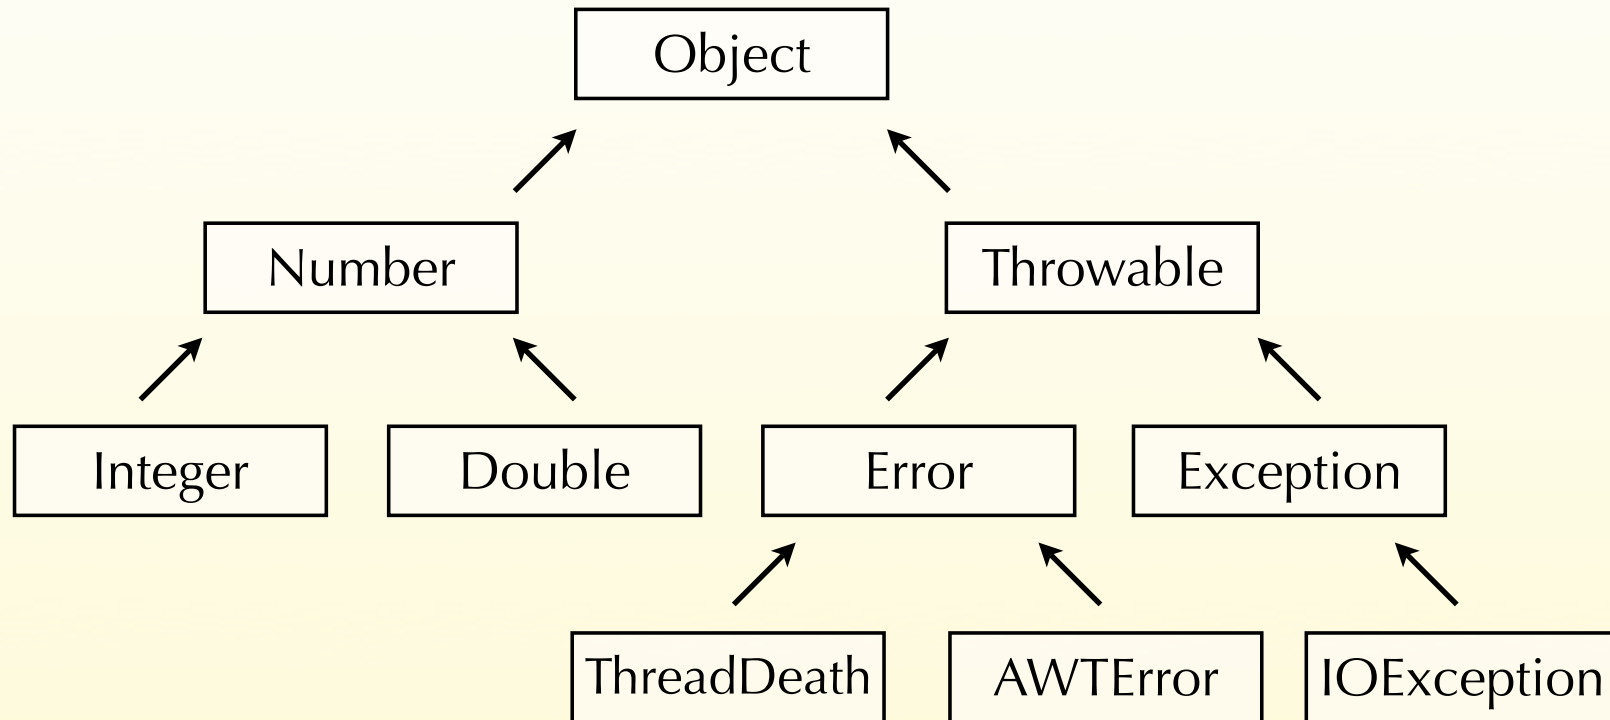 Object
Number
Throwable
Integer
Double
Error
Exception
ThreadDeath
AWTError
IOException